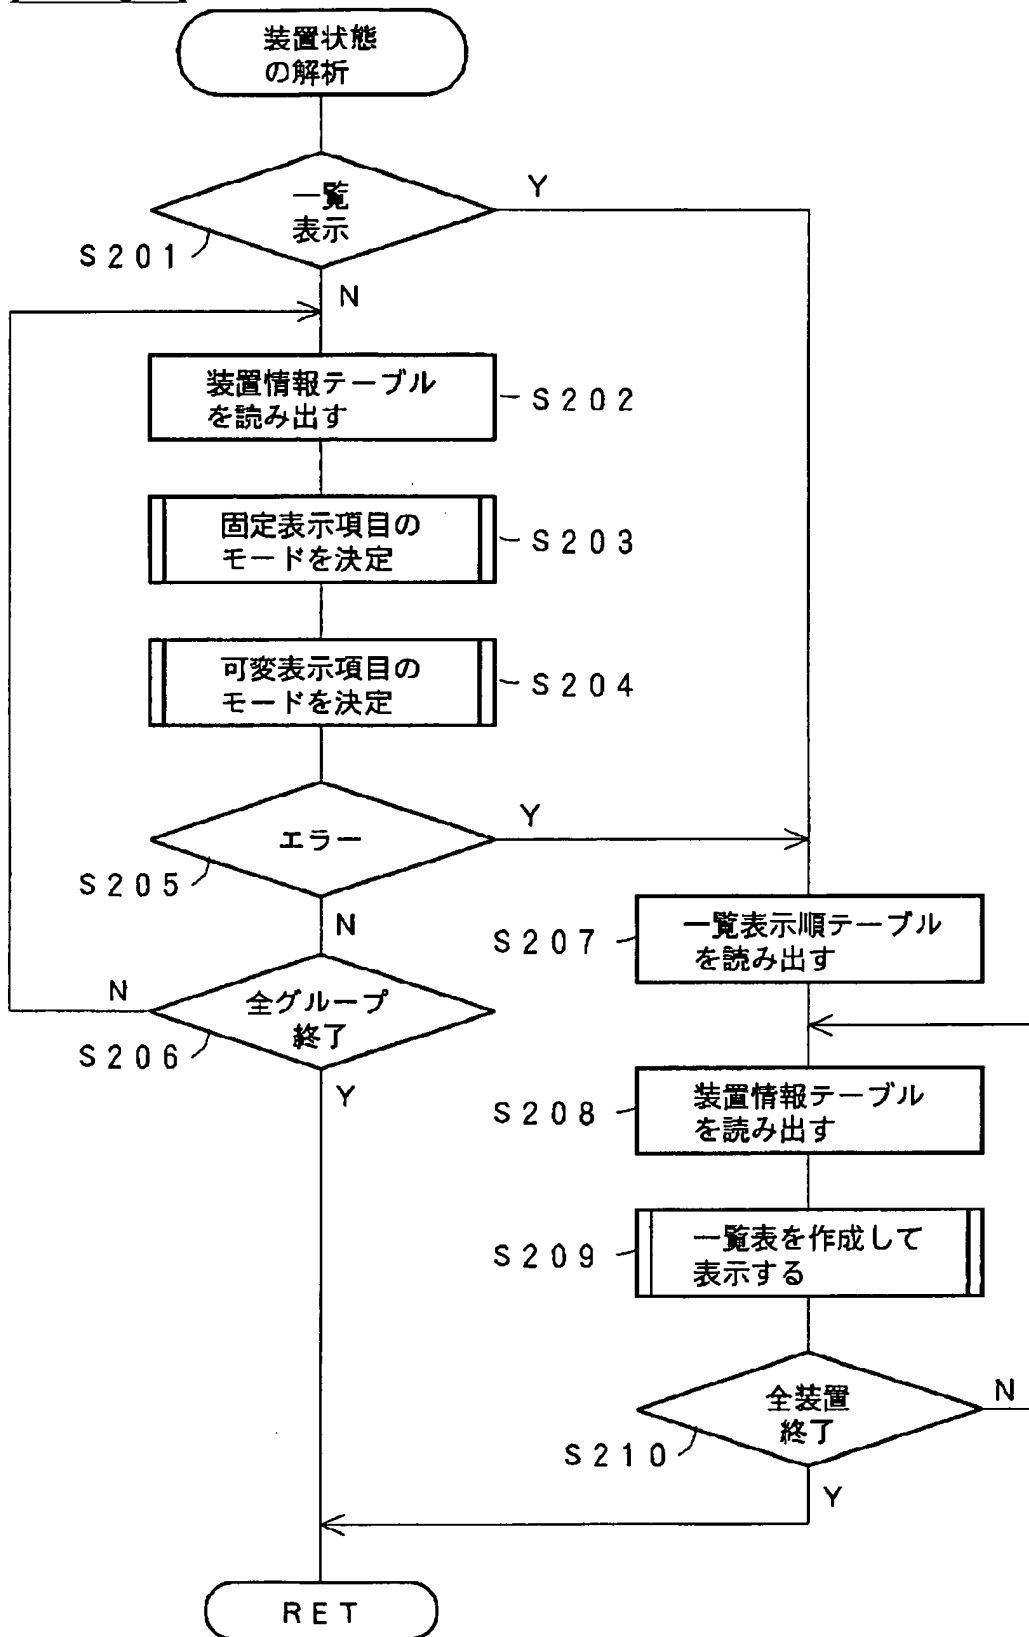 装置状態
の解析
一覧
表示
Y
S201
N
装置情報テーブル
を読み出す
S202
固定表示項目の
モードを決定
S203
可変表示項目の
モードを決定
S204
エラー
Y
S205
N
全グループ
終了
N
S206
Y
一覧表示順テーブル
を読み出す
S207
装置情報テーブル
を読み出す
S208
一覧表を作成して
表示する
S209
全装置
終了
N
S210
Y
RET